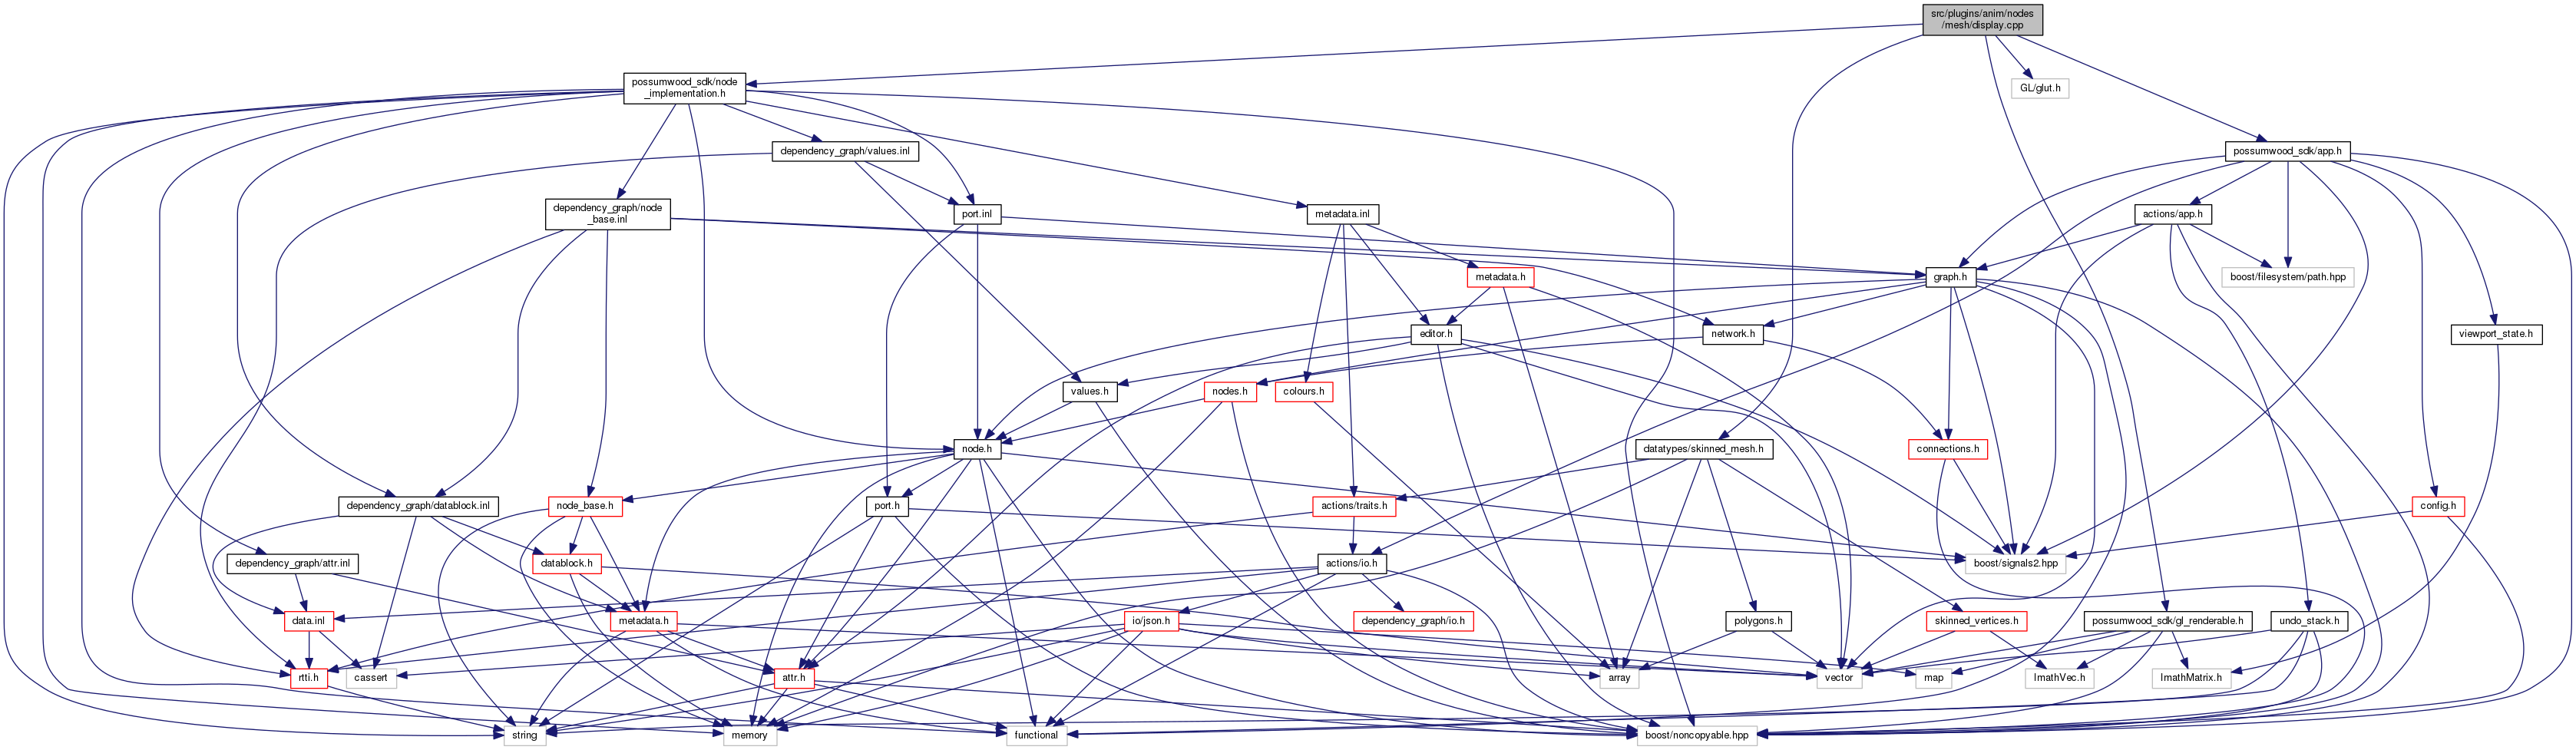 src/plugins/anim/nodes
/mesh/display.cpp
possumwood_sdk/node
_implementation.h
GL/glut.h
dependency_graph/values.inl
possumwood_sdk/app.h
dependency_graph/node
_base.inl
port.inl
metadata.inl
actions/app.h
metadata.h
graph.h
boost/filesystem/path.hpp
editor.h
network.h
viewport_state.h
values.h
nodes.h
colours.h
node.h
datatypes/skinned_mesh.h
connections.h
dependency_graph/datablock.inl
node_base.h
port.h
actions/traits.h
config.h
dependency_graph/attr.inl
datablock.h
actions/io.h
boost/signals2.hpp
data.inl
metadata.h
io/json.h
dependency_graph/io.h
polygons.h
skinned_vertices.h
possumwood_sdk/gl_renderable.h
undo_stack.h
rtti.h
cassert
attr.h
array
vector
map
ImathVec.h
ImathMatrix.h
string
memory
functional
boost/noncopyable.hpp